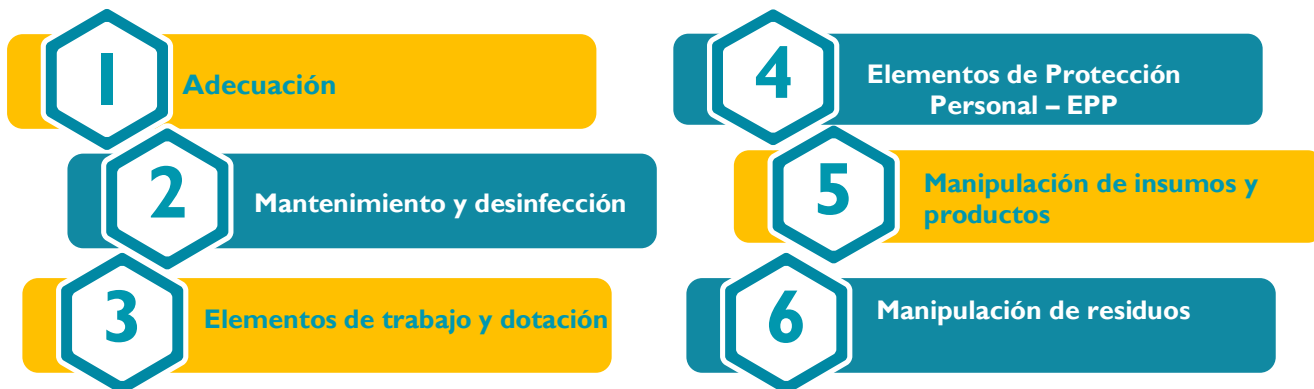 1
Adecuación
2
Mantenimiento y desinfección
3
Elementos de trabajo y dotación
4
Elementos de Protección
Personal – EPP
5
Manipulación de insumos y
productos
6
Manipulación de residuos